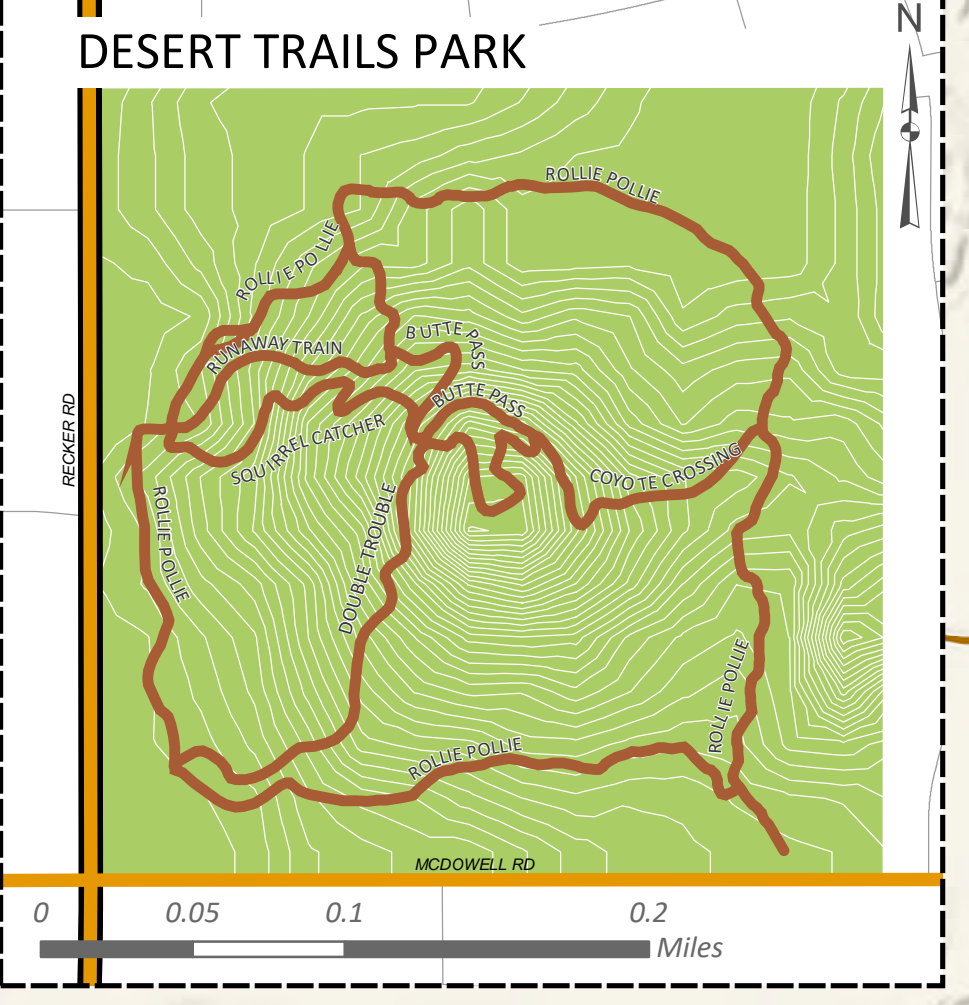 N
DESERT TRAILS PARK
ROLLIE POLLIE
ROLLIE POLLIE
BUTTE PASS
RUNAWAY TRAIN
BUTTE PASS
RECKER RD
SQUIRREL CATCHER
COYOTE CROSSING
ROLLIE POLLIE
DOUBLE TROUBLE
ROLLIE POLLIE
ROLLIE POLLIE
MCDOWELL RD
0 0.05 0.1 0.2
Miles